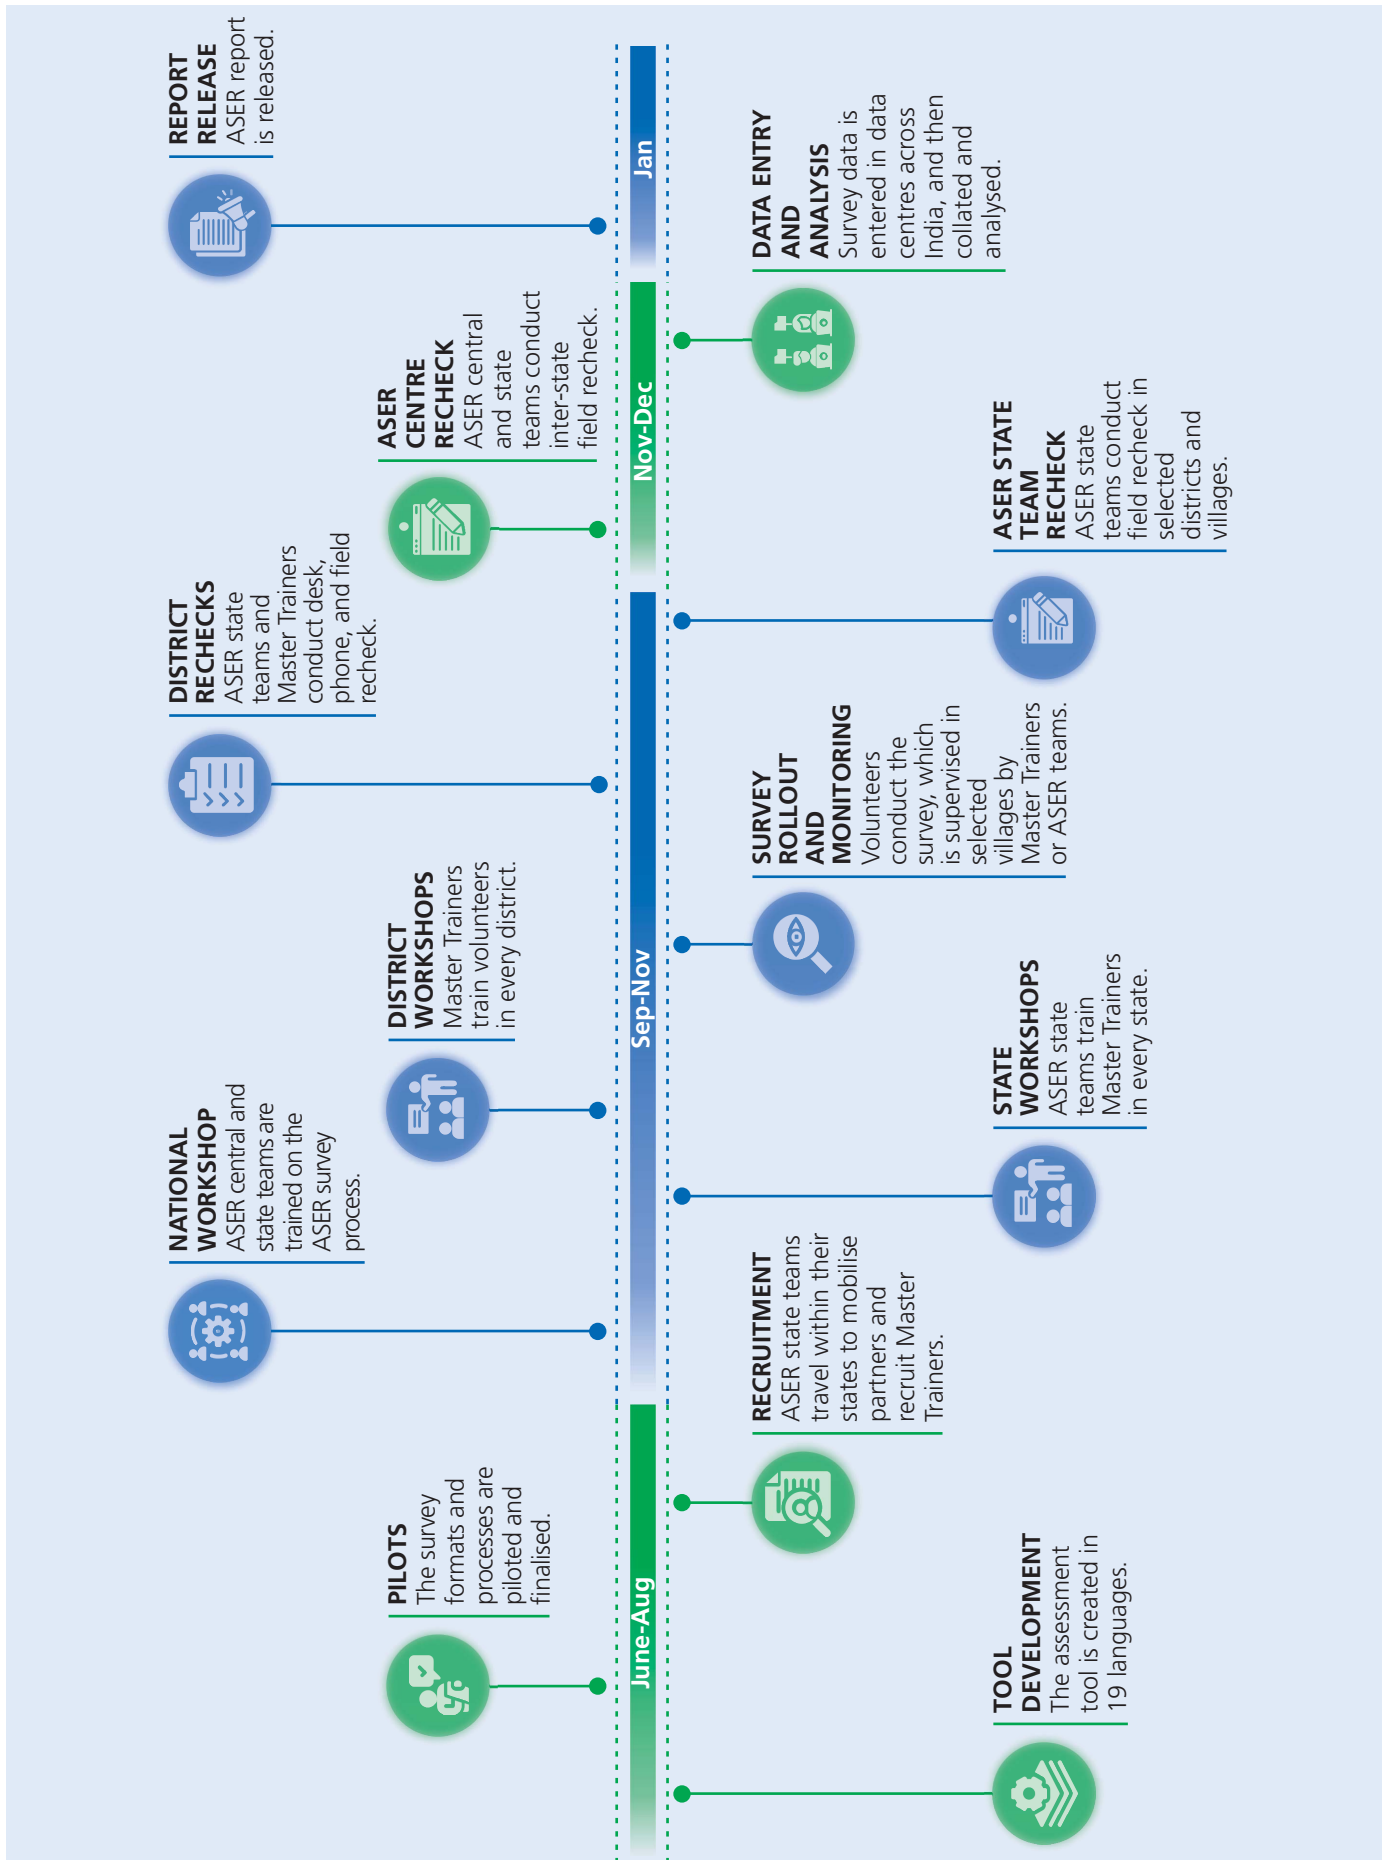 NATIONAL
WORKSHOP
ASER central and
state teams are
trained on the
ASER survey
process.
DISTRICT
RECHECKS
ASER state
teams and
Master Trainers
conduct desk,
phone, and field
recheck.
REPORT
RELEASE
ASER report
is released.
PILOTS
The survey
formats and
processes are
piloted and
finalised.
DISTRICT
WORKSHOPS
Master Trainers
train volunteers
in every district.
ASER
CENTRE
RECHECK
ASER central
and state
teams conduct
inter-state
field recheck.
June-Aug
Sep-Nov
Nov-Dec
Jan
RECRUITMENT
ASER state teams
travel within their
states to mobilise
partners and
recruit Master
Trainers.
SURVEY
ROLLOUT
AND
MONITORING
Volunteers
conduct the
survey, which
is supervised in
selected
villages by
Master Trainers
or ASER teams.
DATA ENTRY
AND
ANALYSIS
Survey data is
entered in data
centres across
India, and then
collated and
analysed.
TOOL
DEVELOPMENT
The assessment
tool is created in
19 languages.
STATE
WORKSHOPS
ASER state
teams train
Master Trainers
in every state.
ASER STATE
TEAM
RECHECK
ASER state
teams conduct
field recheck in
selected
districts and
villages.